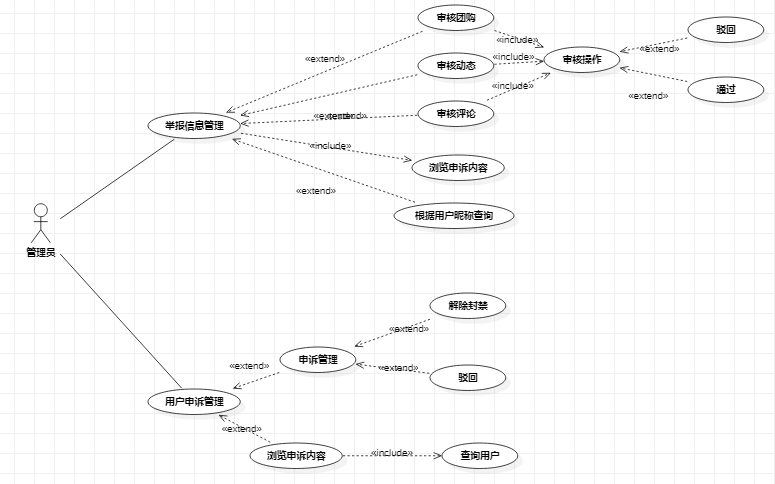 审核团购
驳回
«include»
«extend»
审核操作
«extend»
审核动态
«include»
«include»
通过
«extend»
审核评论
«extend»
«extend»
举报信息管理
«include»
浏览申诉内容
«extend»
根据用户昵称查询
管理员
解除封禁
«extend»
申诉管理
«extend»
«extend»
驳回
用户申诉管理
«extend»
浏览申诉内容
«include»
查询用户